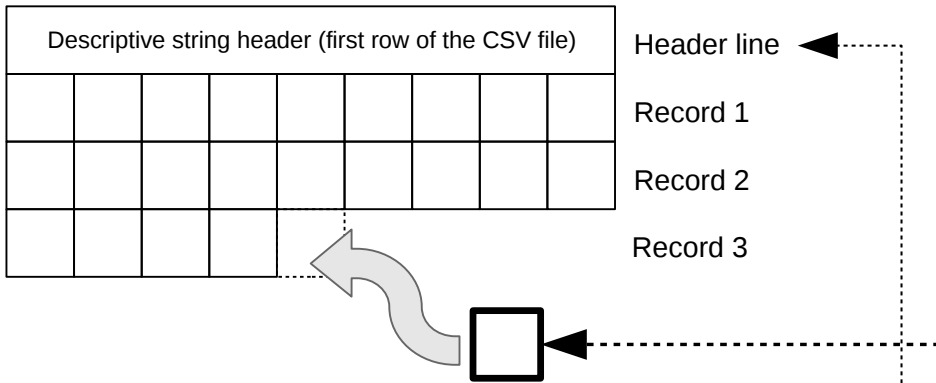 Descriptive string header (first row of the CSV file)
Header line
Record 1
Record 2
Record 3